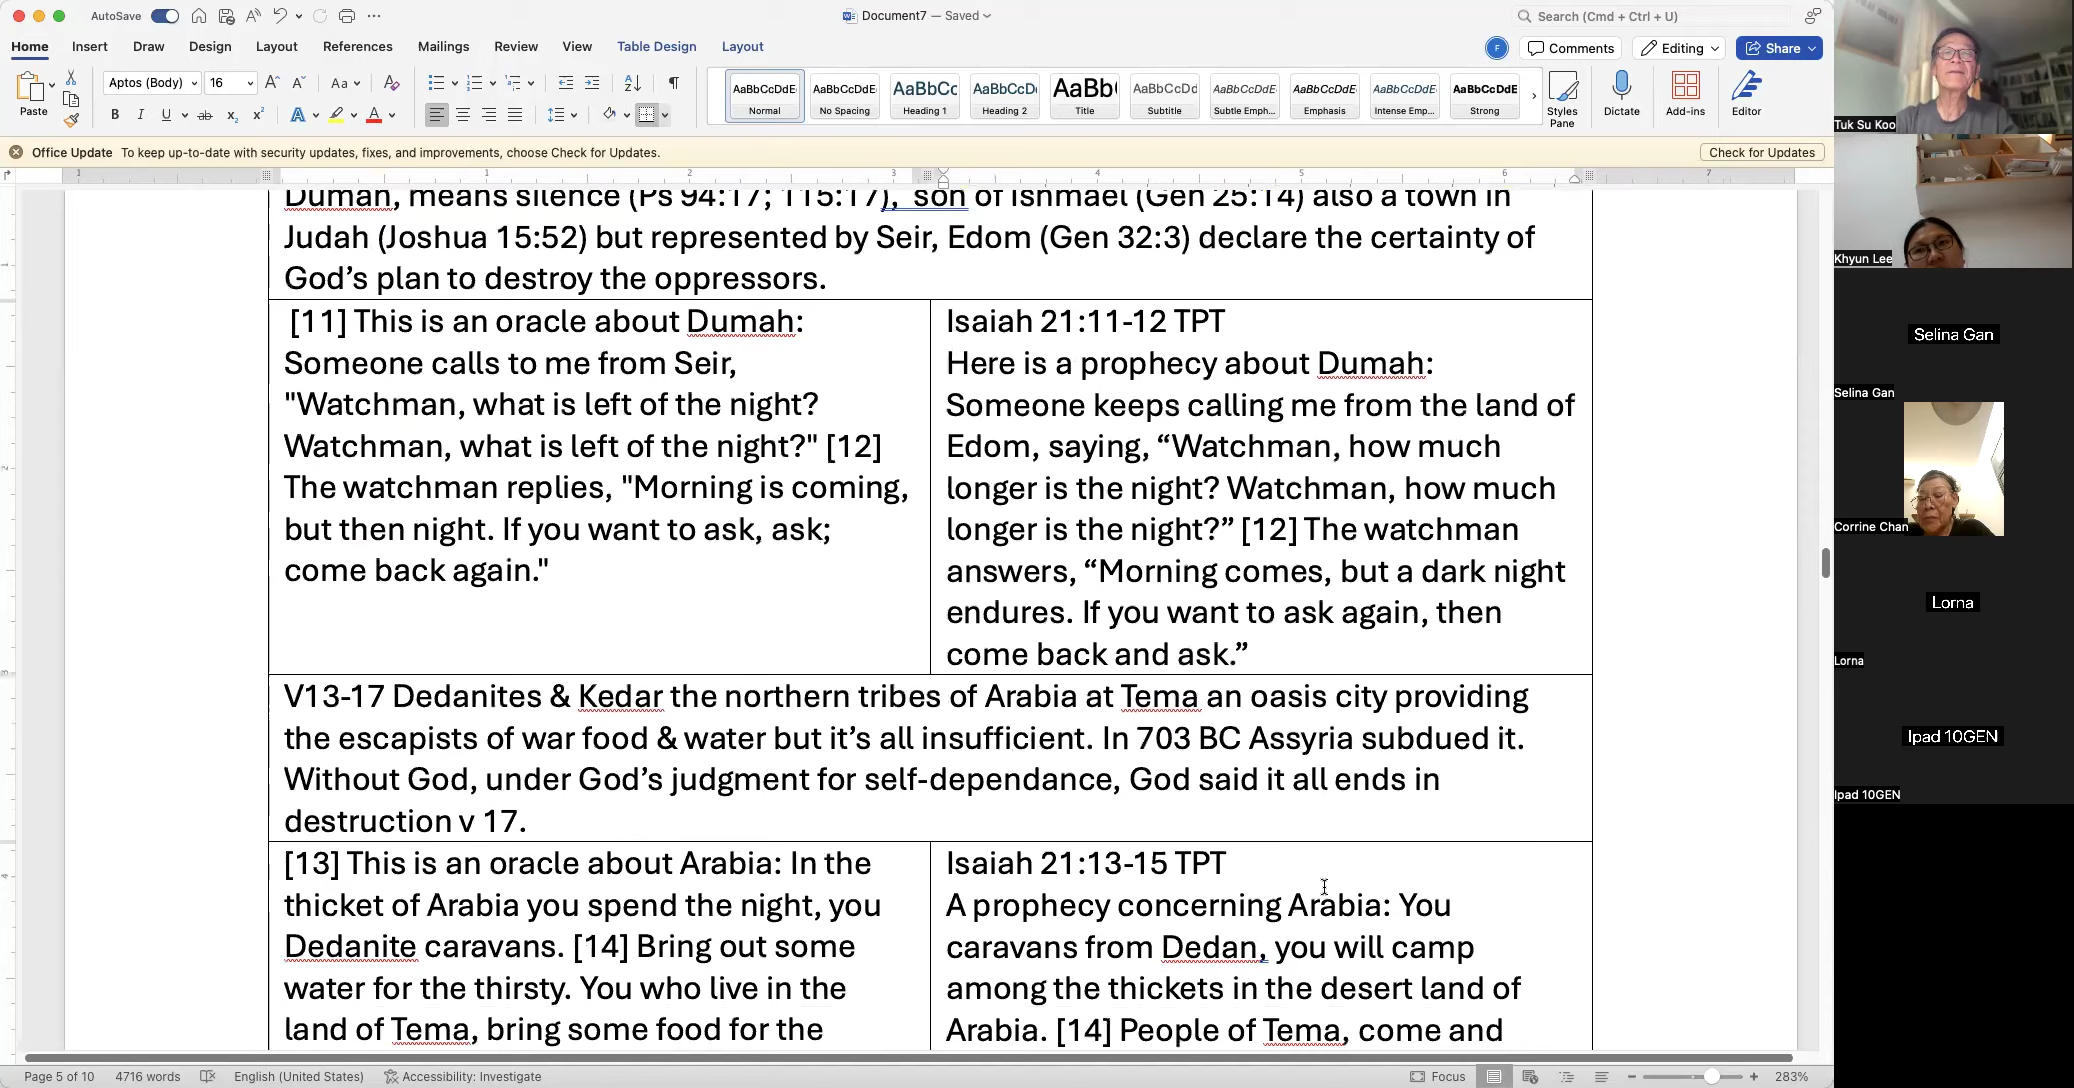 AutoSave
Document7 — Saved
Search (Cmd + Ctrl + U)
Home Insert Draw Design Layout References Mailings Review View Table Design Layout
F Comments Editing Share
Paste Aptos (Body) 16
AaBbCcDdE AaBbCcDdE AaBbCc AaBbCcDc AaBb( AaBbCcDd AaBbCcDdE AaBbCcDdE AaBbCcDdE AaBbCcDdE
Normal No Spacing Heading 1 Heading 2 Title Subtitle Subtle Emph... Emphasis Intense Emp... Strong
Styles Pane Dictate Add-ins Editor
Office Update To keep up-to-date with security updates, fixes, and improvements, choose Check for Updates. Check for Updates
Dumah, means silence (Ps 94:17; 115:17), son of Ishmael (Gen 25:14) also a town in
Judah (Joshua 15:52) but represented by Seir, Edom (Gen 32:3) declare the certainty of
God’s plan to destroy the oppressors.
[11] This is an oracle about Dumah:
Someone calls to me from Seir,
"Watchman, what is left of the night?
Watchman, what is left of the night?" [12]
The watchman replies, "Morning is coming,
but then night. If you want to ask, ask;
come back again."
Isaiah 21:11-12 TPT
Here is a prophecy about Dumah:
Someone keeps calling me from the land of
Edom, saying, “Watchman, how much
longer is the night? Watchman, how much
longer is the night?” [12] The watchman
answers, “Morning comes, but a dark night
endures. If you want to ask again, then
come back and ask.”
V13-17 Dedanites & Kedar the northern tribes of Arabia at Tema an oasis city providing
the escapists of war food & water but it’s all insufficient. In 703 BC Assyria subdued it.
Without God, under God’s judgment for self-dependance, God said it all ends in
destruction v 17.
[13] This is an oracle about Arabia: In the
thicket of Arabia you spend the night, you
Dedanite caravans. [14] Bring out some
water for the thirsty. You who live in the
land of Tema, bring some food for the
Isaiah 21:13-15 TPT
A prophecy concerning Arabia: You
caravans from Dedan, you will camp
among the thickets in the desert land of
Arabia. [14] People of Tema, come and
Page 5 of 10 4716 words English (United States) Accessibility: Investigate Focus 283%
Tuk Su Koo
Khyun Lee
Selina Gan
Selina Gan
Corrine Chan
Lorna
Lorna
Ipad 10GEN
Ipad 10GEN